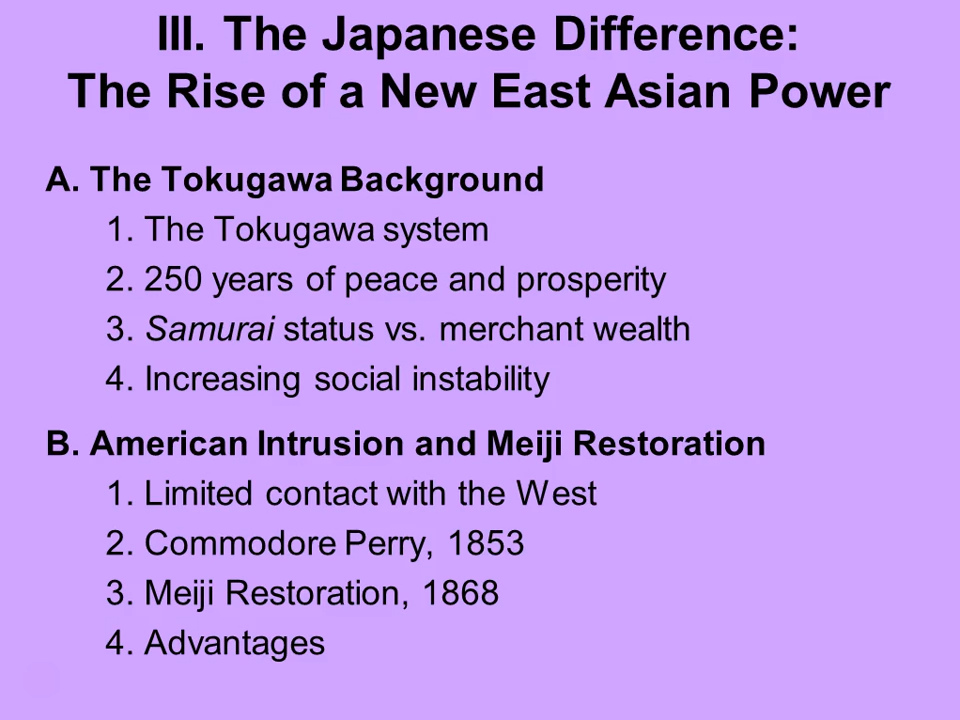 III. The Japanese Difference:
The Rise of a New East Asian Power
A. The Tokugawa Background
1. The Tokugawa system
2. 250 years of peace and prosperity
3. Samurai status vs. merchant wealth
4. Increasing social instability
B. American Intrusion and Meiji Restoration
1. Limited contact with the West
2. Commodore Perry, 1853
3. Meiji Restoration, 1868
4. Advantages